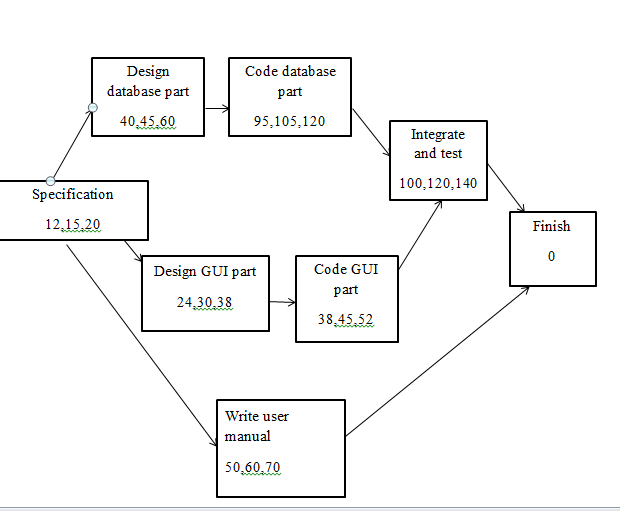 Design
database part
40,45,60
Code database
part
95,105,120
Integrate
and test
100,120,140
Specification
12,15,20
Finish
0
Design GUI part
24,30,38
Code GUI
part
38,45,52
Write user
manual
50,60,70